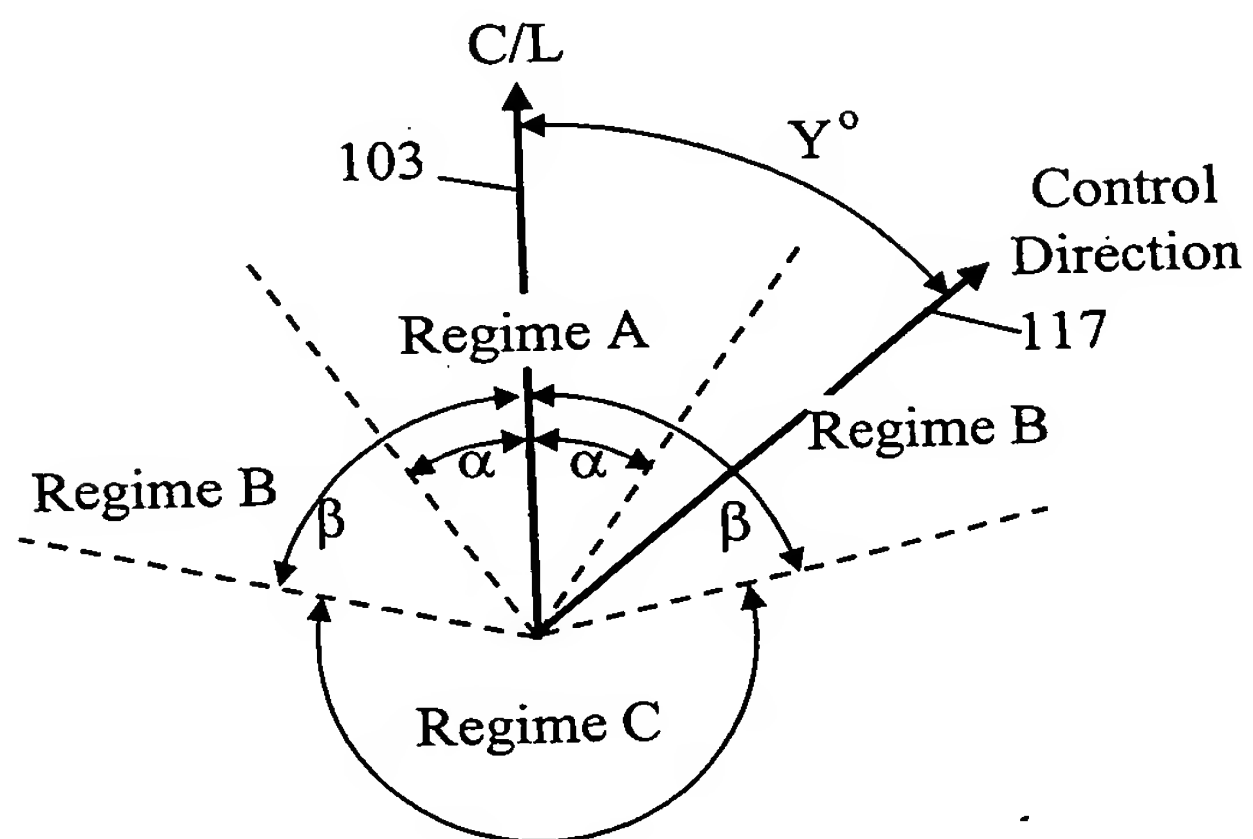 C/L
Y°
103
Control
Direction
117
Regime A
Regime B
α
α
Regime B
β
β
Regime C